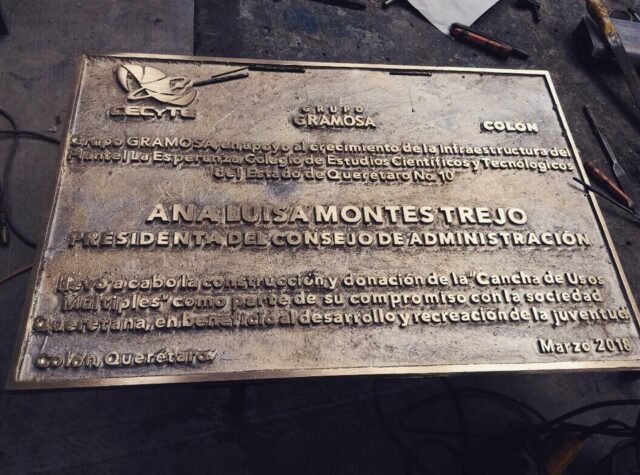 CECYTE
GRUPO
GRAMOSA
COLÓN
Grupo GRAMOSA, en apoyo al crecimiento de la infraestructura del
Plantel La Esperanza Colegio de Estudios Científicos y Tecnólogicos
del Estado de Querétaro No. 10
ANA LUISA MONTES TREJO
PRESIDENTA DEL CONSEJO DE ADMINISTRACIÓN
llevó a cabo la construcción y donación de la "Cancha de Usos
Múltiples" como parte de su compromiso con la sociedad
Queretana, en beneficio al desarrollo y recreación de la juventud
Colón, Querétaro
Marzo 2018